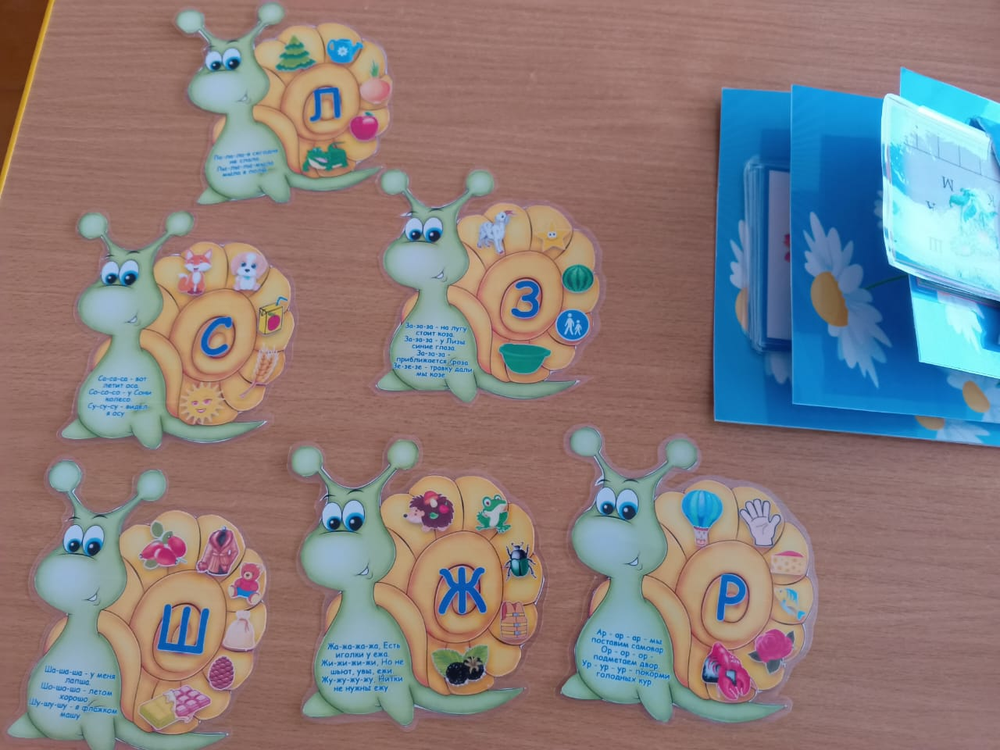 Л
Ла-ла-ла-я сегодня
не спала.
Лы-лы-лы-мыла
мыла я полы
С
Са-са-са - вот
летит оса.
Со-со-со - у Сони
колесо.
Су-су-су - видел
я осу
З
За-за-за - на лугу
стоит коза.
За-за-за - у Лизы
синие глаза.
За-за-за -
приближается гроза.
Зе-зе-зе - травку дали
мы козе
Ш
Ша-ша-ша - у меня
лапша.
Шо-шо-шо - летом
хорошо.
Шу-шу-шу - я флажком
машу
Ж
Жа-жа-жа-жа, Есть
иголки у ежа.
Жи-жи-жи-жи, Но не
шьют, увы, ежи.
Жу-жу-жу-жу, Нитки
не нужны ежу.
Р
Ар - ар - ар - мы
поставим самовар
Ор - ор - ор -
подметаем двор.
Ур - ур - ур - покорми
голодных кур.
М
К
А
Ш